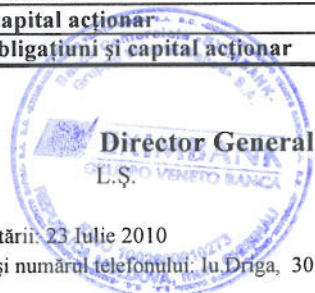 apital acționar
bligațiuni și capital acționar
Director General
L.Ș.
EXIMBANK
GRUPPO VENETO BANCA
tării: 23 Iulie 2010
și numărul telefonului: Iu.Driga, 30